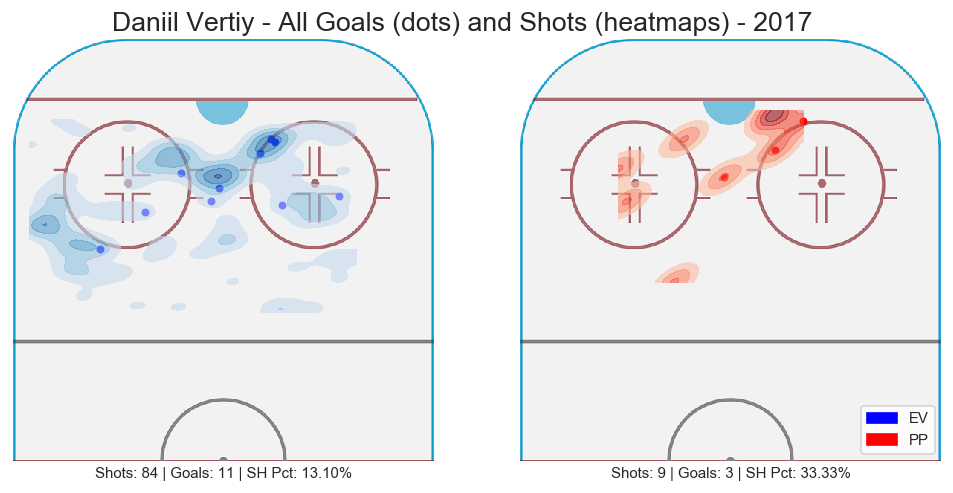 Daniil Vertiy - All Goals (dots) and Shots (heatmaps) - 2017
EV
PP
Shots: 84 | Goals: 11 | SH Pct: 13.10%
Shots: 9 | Goals: 3 | SH Pct: 33.33%